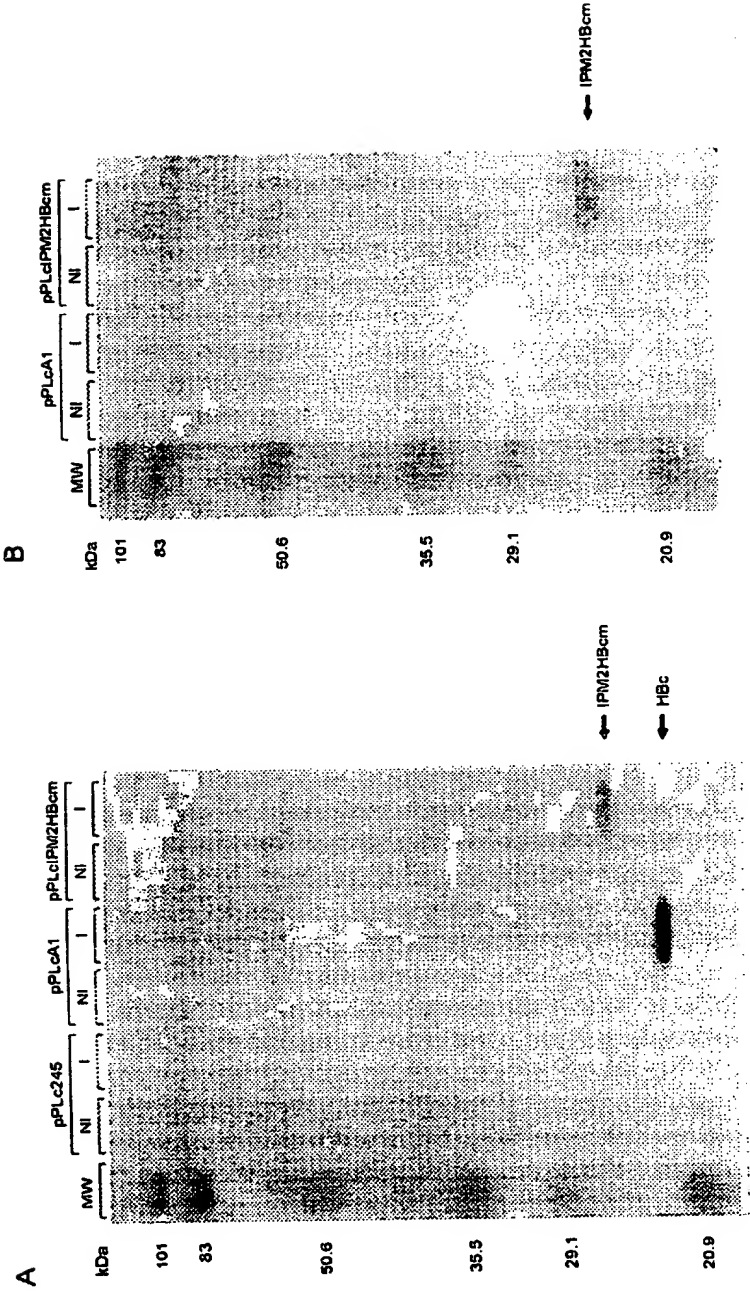 A
pPLc245 pPLcA1 pPLcIPM2HBcm
kDa MW NI I NI I NI I
101
83
50.6
35.5
29.1
20.9
← IPM2HBcm
← HBc
B
pPLcA1 pPLcIPM2HBcm
kDa MW NI I NI I
101
83
50.6
35.5
29.1
20.9
← IPM2HBcm